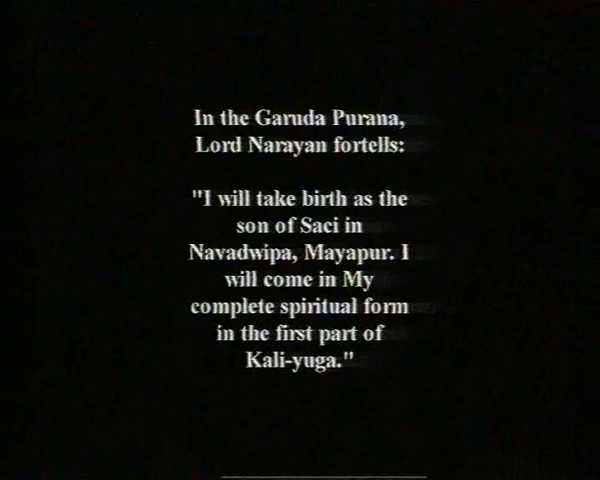 In the Garuda Purana,
Lord Narayan fortells:
"I will take birth as the
son of Saci in
Navadwipa, Mayapur. I
will come in My
complete spiritual form
in the first part of
Kali-yuga."